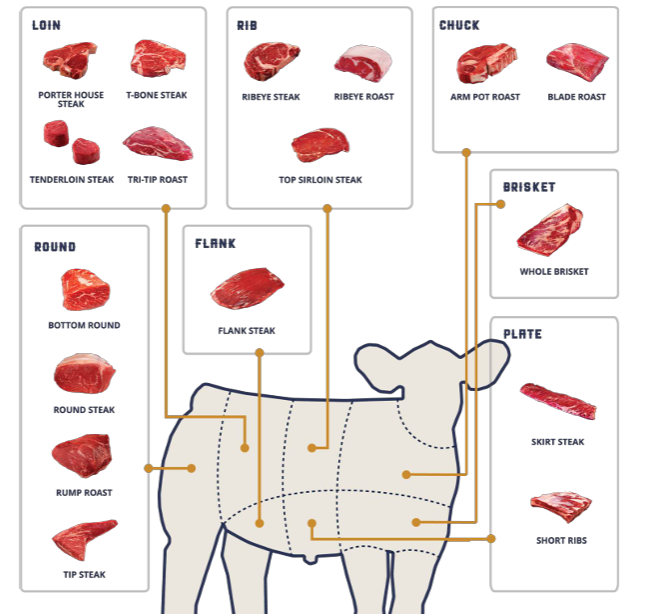 LOIN
PORTER HOUSE
STEAK
T-BONE STEAK
TENDERLOIN STEAK
TRI-TIP ROAST
RIB
RIBEYE STEAK
RIBEYE ROAST
TOP SIRLOIN STEAK
CHUCK
ARM POT ROAST
BLADE ROAST
BRISKET
WHOLE BRISKET
ROUND
BOTTOM ROUND
ROUND STEAK
RUMP ROAST
TIP STEAK
FLANK
FLANK STEAK
PLATE
SKIRT STEAK
SHORT RIBS